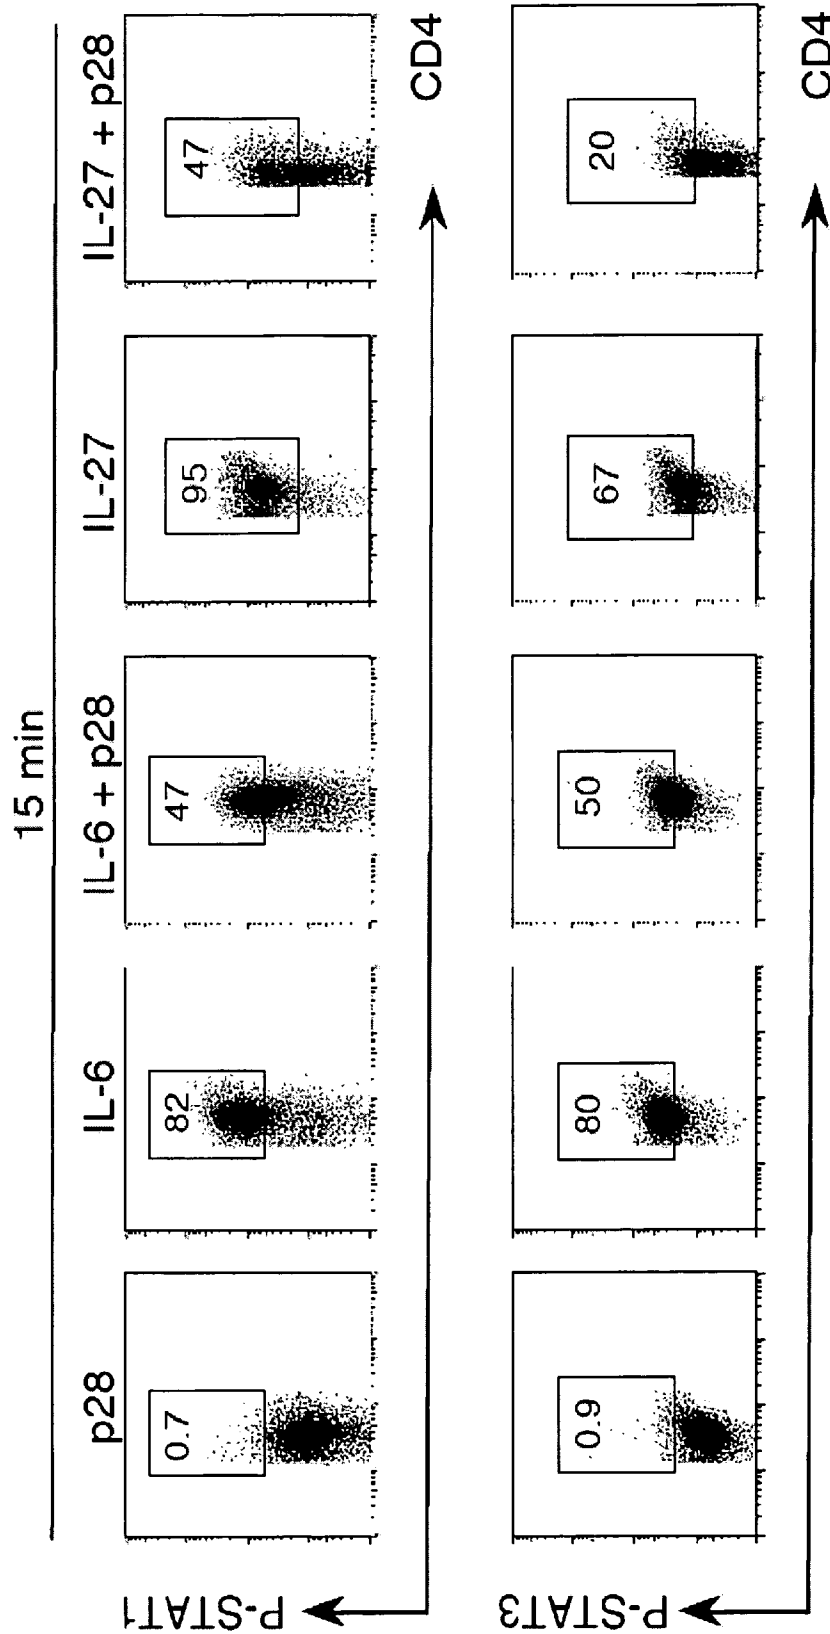 15 min
p28 IL-6 IL-6 + p28 IL-27 IL-27 + p28
P-STAT1 0.7 82 47 95 47
CD4
P-STAT3 0.9 80 50 67 20
CD4